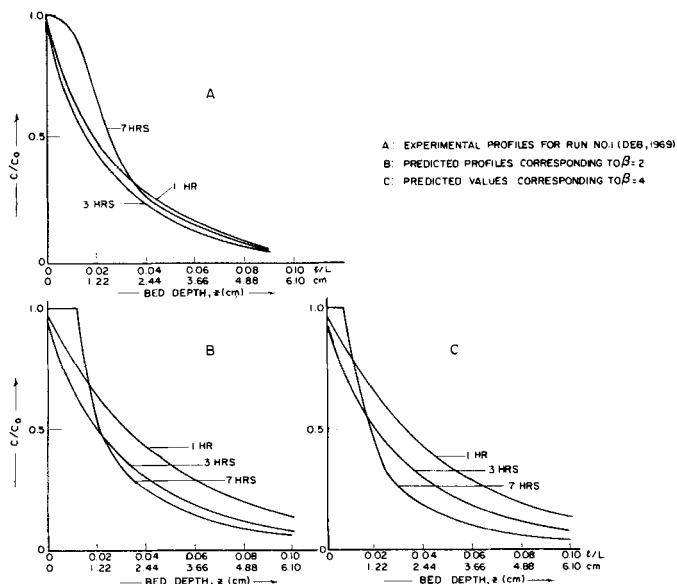 1.0
0.5
0
C/C₀
A
7 HRS
1 HR
3 HRS
0 0.02 0.04 0.06 0.08 0.10 ℓ/L
0 1.22 2.44 3.66 4.88 6.10 cm
BED DEPTH, z (cm)
A: EXPERIMENTAL PROFILES FOR RUN NO.1 (DEB, 1969)
B: PREDICTED PROFILES CORRESPONDING TO β=2
C: PREDICTED VALUES CORRESPONDING TO β=4
1.0
0.5
0
C/C₀
B
1 HR
3 HRS
7 HRS
0 0.02 0.04 0.06 0.08 0.10
0 1.22 2.44 3.66 4.88 6.10
BED DEPTH, z (cm)
1.0
0.5
0
C
1 HR
3 HRS
7 HRS
0 0.02 0.04 0.06 0.08 0.10 ℓ/L
0 1.22 2.44 3.66 4.88 6.10 cm
BED DEPTH, z (cm)